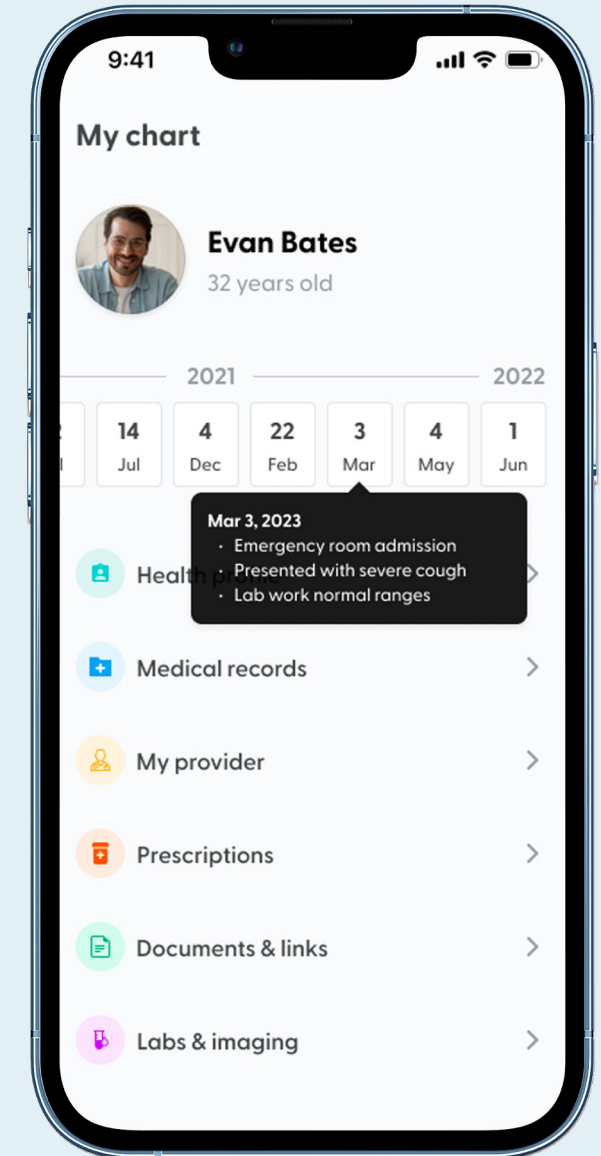 9:41
My chart
Evan Bates
32 years old
2021 2022
14 4 22 3 4 1
Jul Dec Feb Mar May Jun
Mar 3, 2023
· Emergency room admission
· Presented with severe cough
· Lab work normal ranges
Health profile
Medical records
My provider
Prescriptions
Documents & links
Labs & imaging